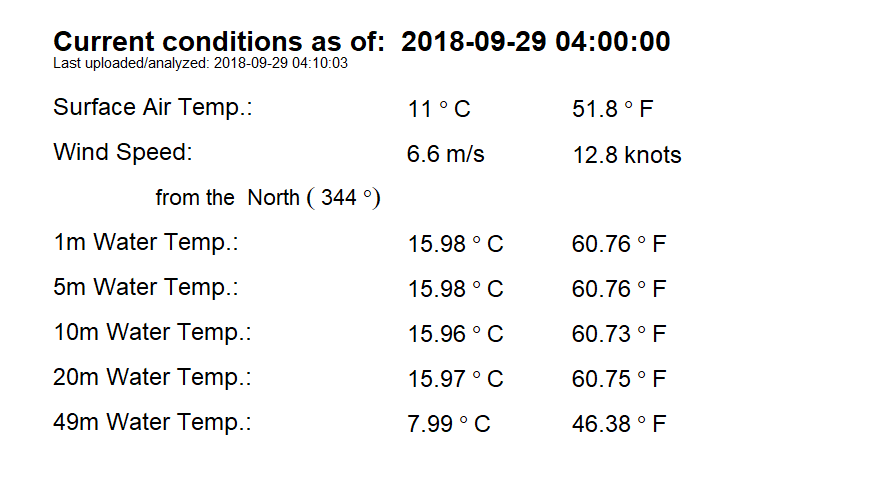 Current conditions as of: 2018-09-29 04:00:00
Last uploaded/analyzed: 2018-09-29 04:10:03
Surface Air Temp.: 11 ° C 51.8 ° F
Wind Speed: 6.6 m/s 12.8 knots
from the North ( 344 °)
1m Water Temp.: 15.98 ° C 60.76 ° F
5m Water Temp.: 15.98 ° C 60.76 ° F
10m Water Temp.: 15.96 ° C 60.73 ° F
20m Water Temp.: 15.97 ° C 60.75 ° F
49m Water Temp.: 7.99 ° C 46.38 ° F